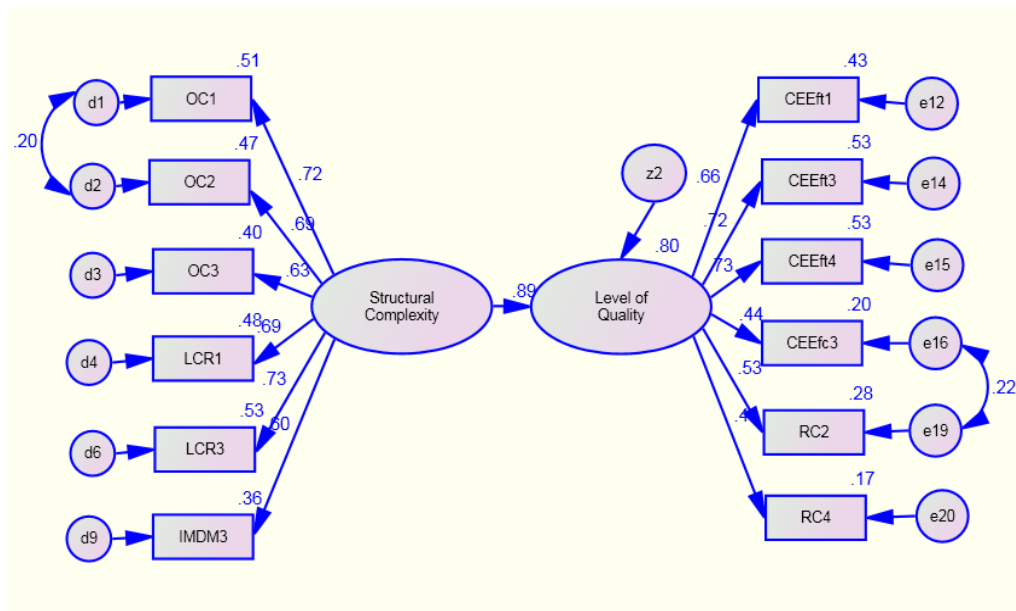 .51
.43
d1
OC1
CEEft1
e12
.20
.47
.53
d2
OC2
.72
z2
.66
CEEft3
e14
.69
.72
.40
.53
.80
d3
OC3
.63
.73
CEEft4
e15
.89
Structural
Complexity
Level of
Quality
.48
.69
.44
.20
d4
LCR1
CEEfc3
e16
.73
.53
.22
.53
.60
.28
d6
LCR3
RC2
e19
.36
.17
d9
IMDM3
RC4
e20